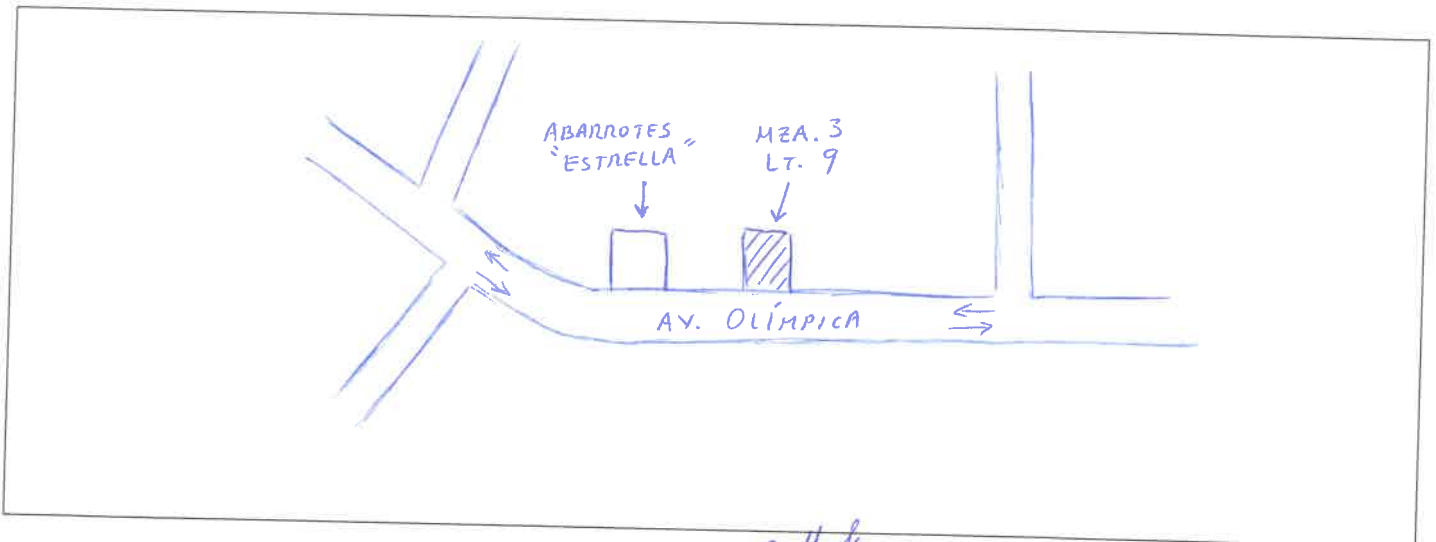 ABARROTES
"ESTRELLA"
MZA. 3
LT. 9
AV. OLÍMPICA